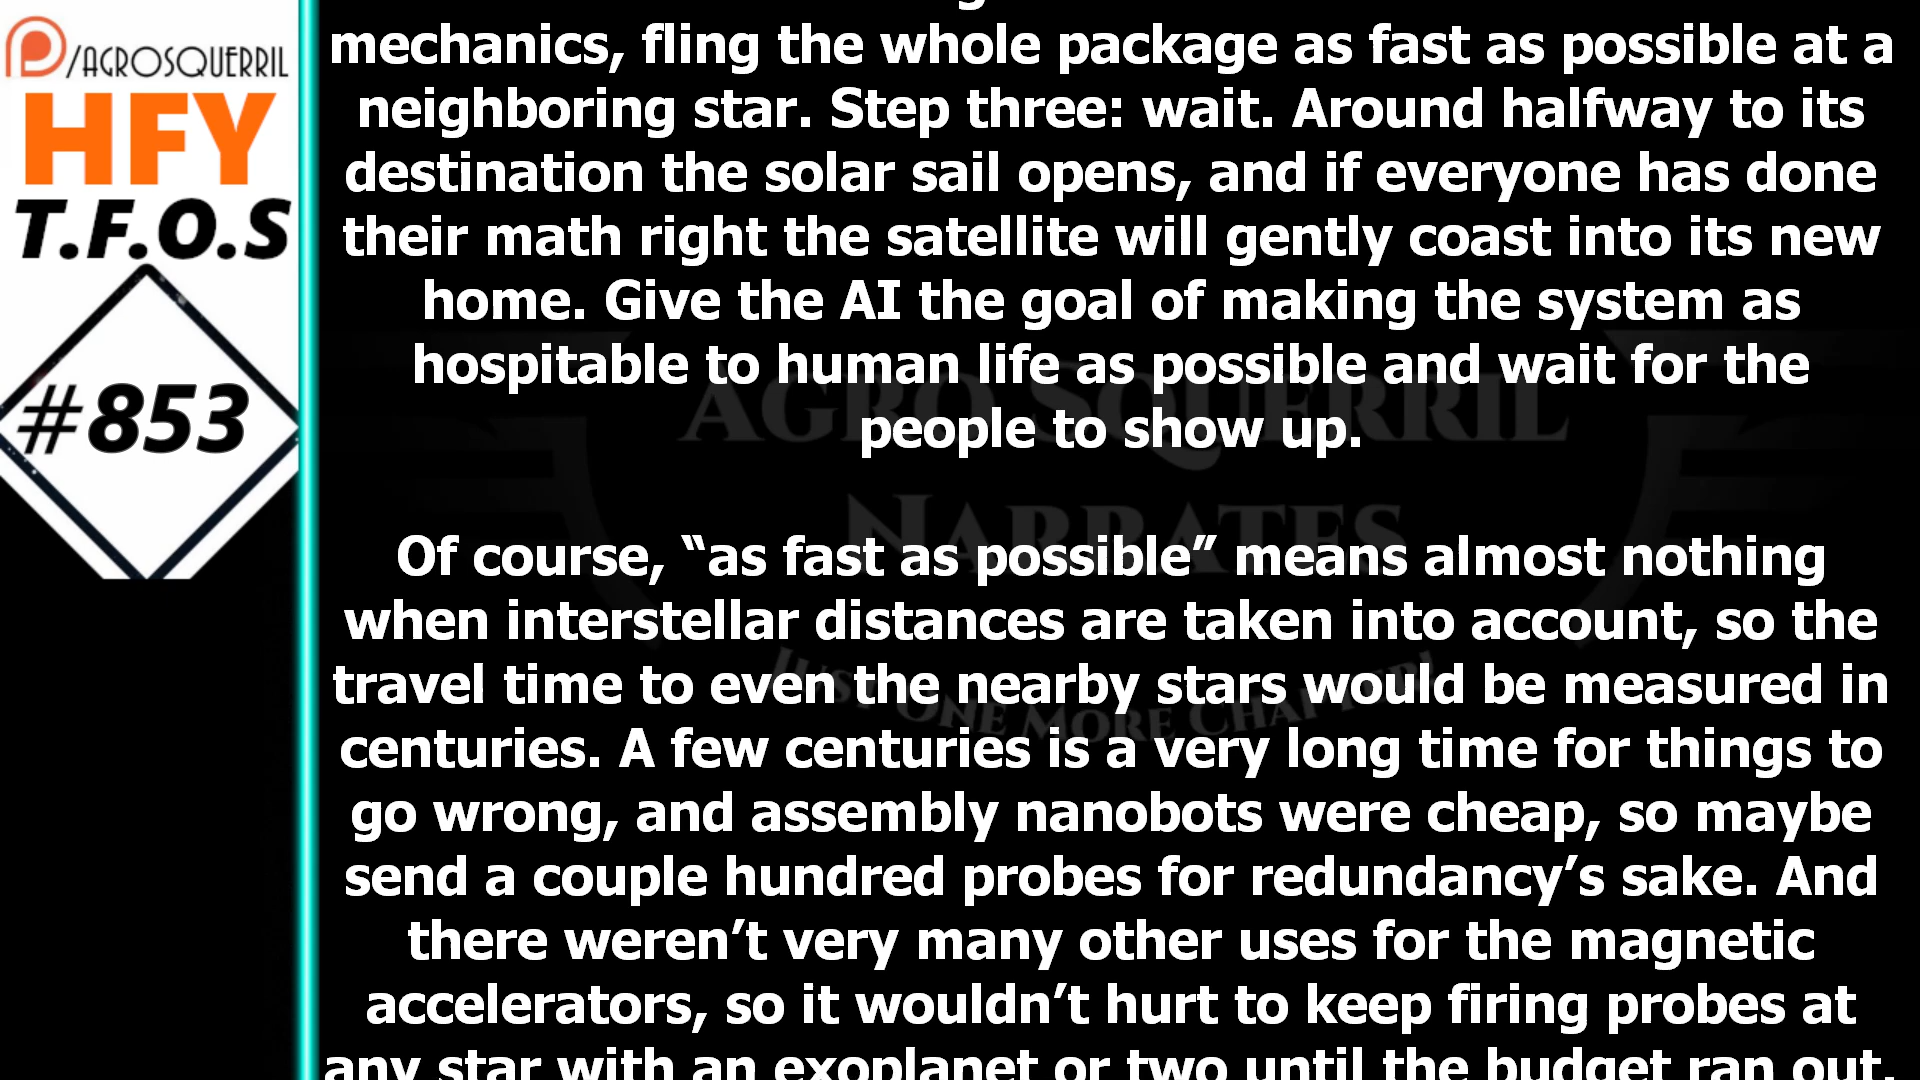 /AGROSQUERRIL
HFY
T.F.O.S
#853
mechanics, fling the whole package as fast as possible at a
neighboring star. Step three: wait. Around halfway to its
destination the solar sail opens, and if everyone has done
their math right the satellite will gently coast into its new
home. Give the AI the goal of making the system as
hospitable to human life as possible and wait for the
people to show up.
Of course, “as fast as possible” means almost nothing
when interstellar distances are taken into account, so the
travel time to even the nearby stars would be measured in
centuries. A few centuries is a very long time for things to
go wrong, and assembly nanobots were cheap, so maybe
send a couple hundred probes for redundancy’s sake. And
there weren’t very many other uses for the magnetic
accelerators, so it wouldn’t hurt to keep firing probes at
any star with an exoplanet or two until the budget ran out.
AGRO SQUERRIL
NARRATES
JUST ONE MORE CHAPTER!